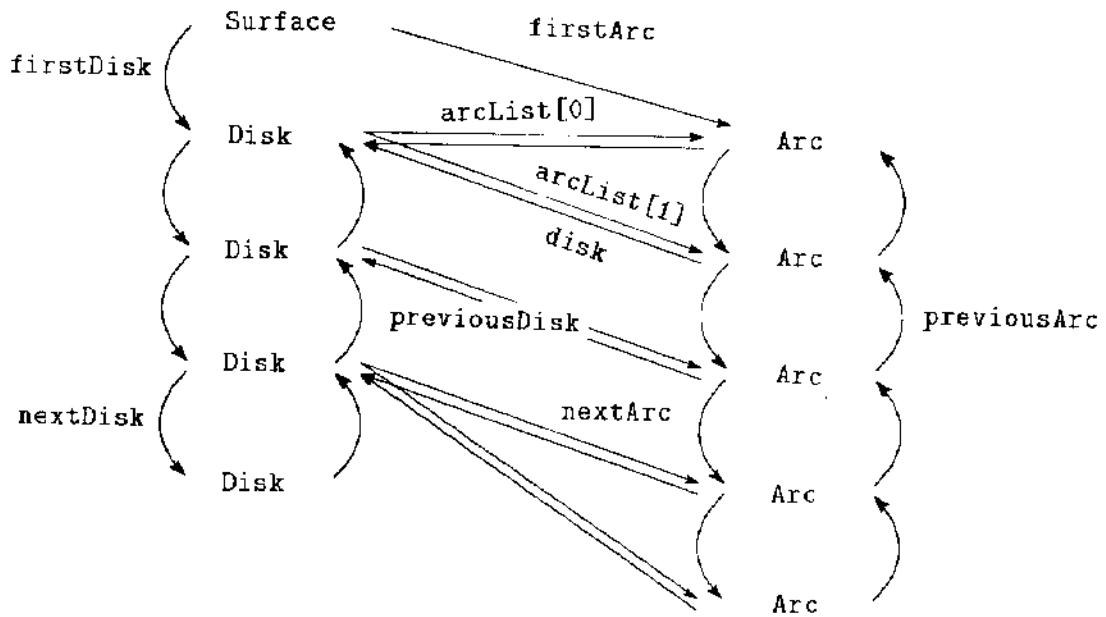 Surface
firstArc
firstDisk
arcList[0]
Disk
Arc
arcList[1]
disk
Disk
Arc
previousDisk
previousArc
Disk
Arc
nextDisk
nextArc
Disk
Arc
Arc